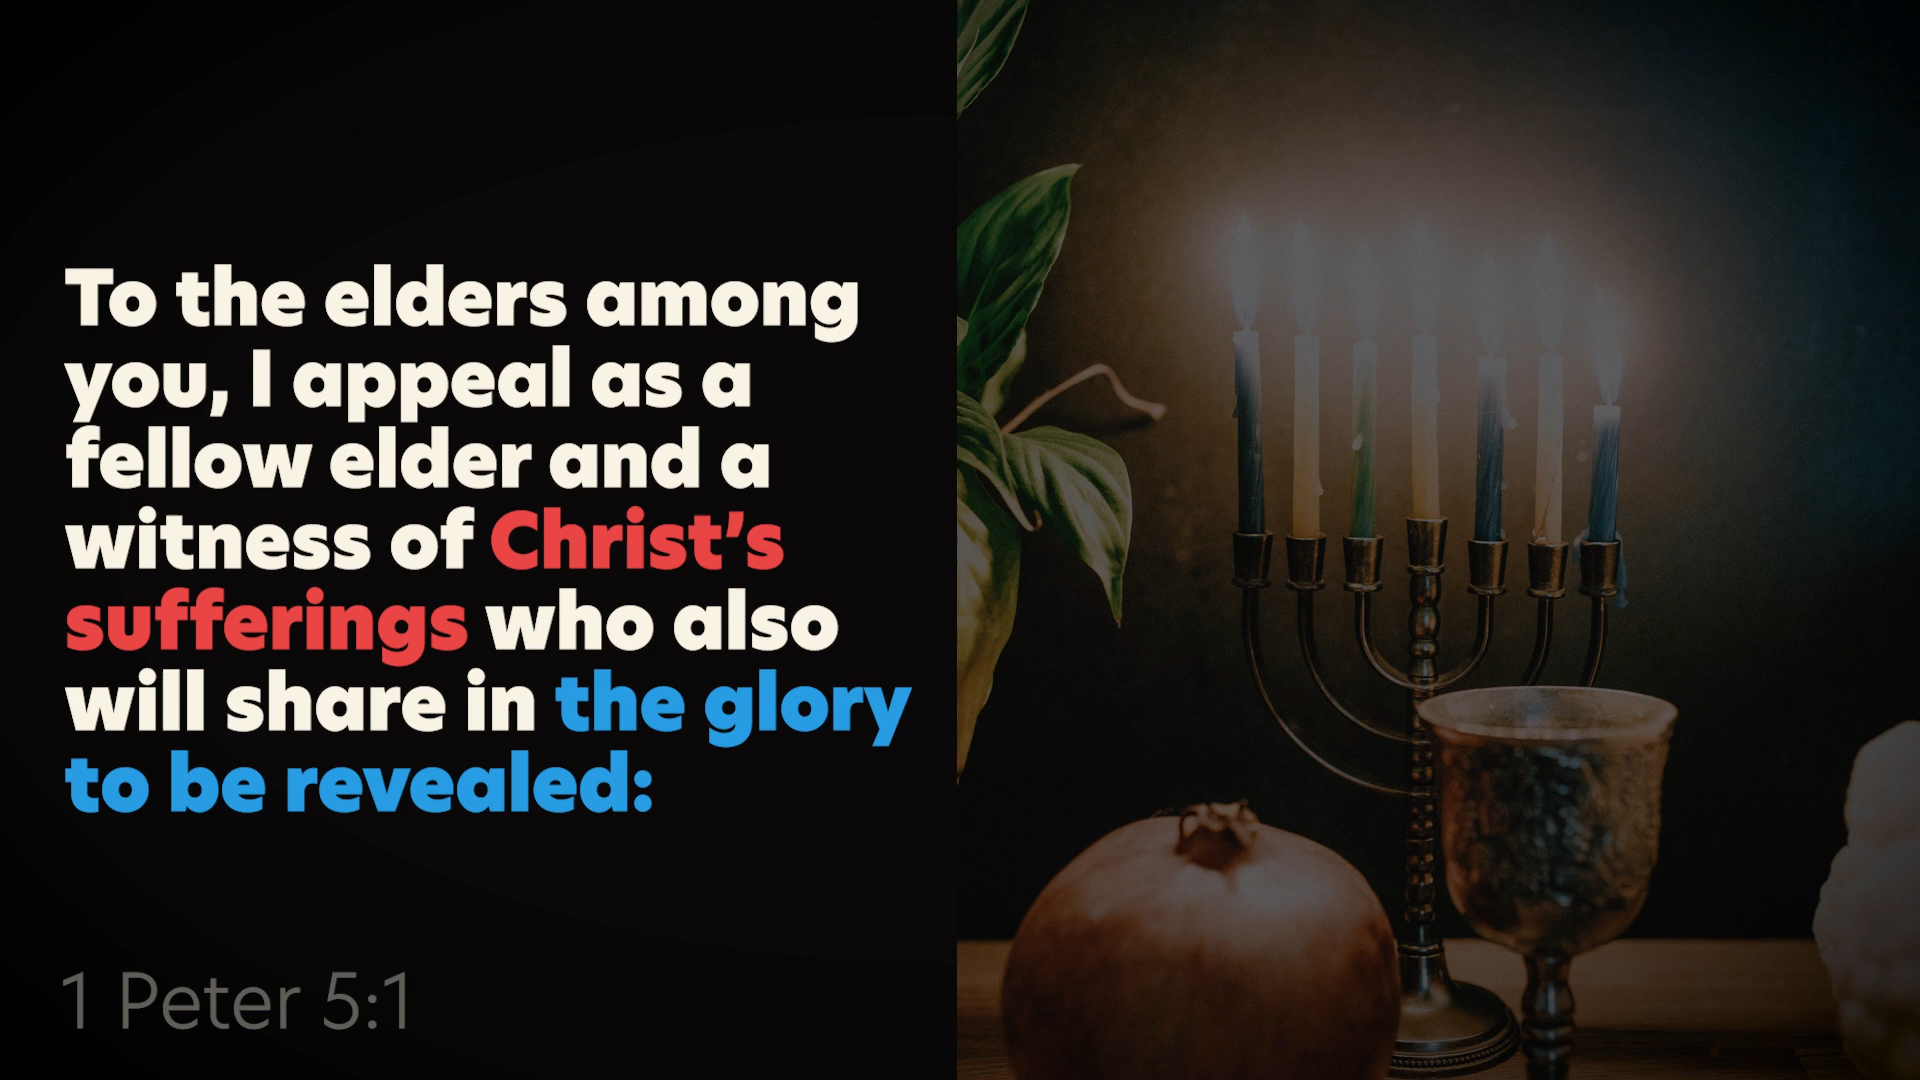 To the elders among
you, I appeal as a
fellow elder and a
witness of Christ’s
sufferings who also
will share in the glory
to be revealed:
1 Peter 5:1